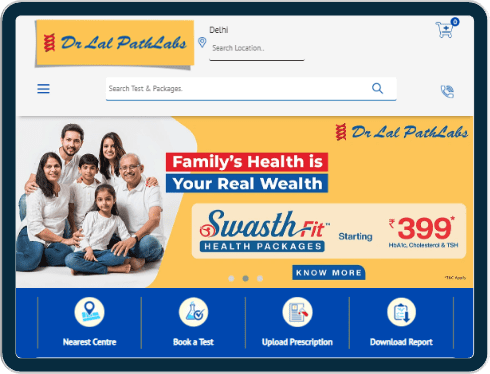 Dr Lal PathLabs
Delhi
Search Location..
0
Search Test & Packages.
Dr Lal PathLabs
Family's Health is
Your Real Wealth
Swasth Fit™
HEALTH PACKAGES
Starting
₹399*
HbA1c, Cholesterol & TSH
KNOW MORE
*T&C Apply
Nearest Centre
Book a Test
Upload Prescription
Download Report